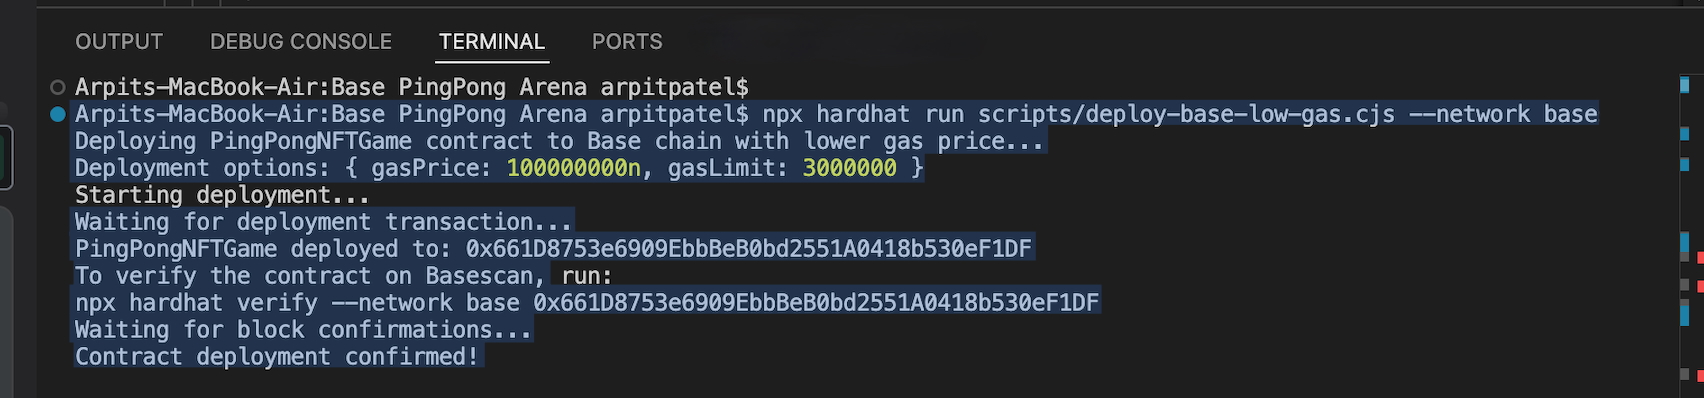 OUTPUT DEBUG CONSOLE TERMINAL PORTS
Arpits-MacBook-Air:Base PingPong Arena arpitpatel$
Arpits-MacBook-Air:Base PingPong Arena arpitpatel$ npx hardhat run scripts/deploy-base-low-gas.cjs --network base
Deploying PingPongNFTGame contract to Base chain with lower gas price...
Deployment options: { gasPrice: 100000000n, gasLimit: 3000000 }
Starting deployment...
Waiting for deployment transaction...
PingPongNFTGame deployed to: 0x661D8753e6909EbbBeB0bd2551A0418b530eF1DF
To verify the contract on Basescan, run:
npx hardhat verify --network base 0x661D8753e6909EbbBeB0bd2551A0418b530eF1DF
Waiting for block confirmations...
Contract deployment confirmed!